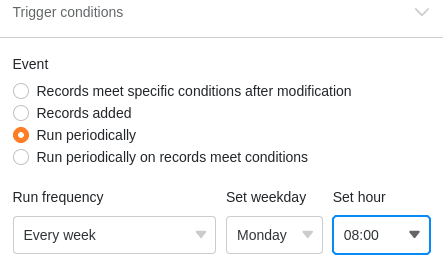 Trigger conditions
Event
Records meet specific conditions after modification
Records added
Run periodically
Run periodically on records meet conditions
Run frequency Set weekday Set hour
Every week Monday 08:00